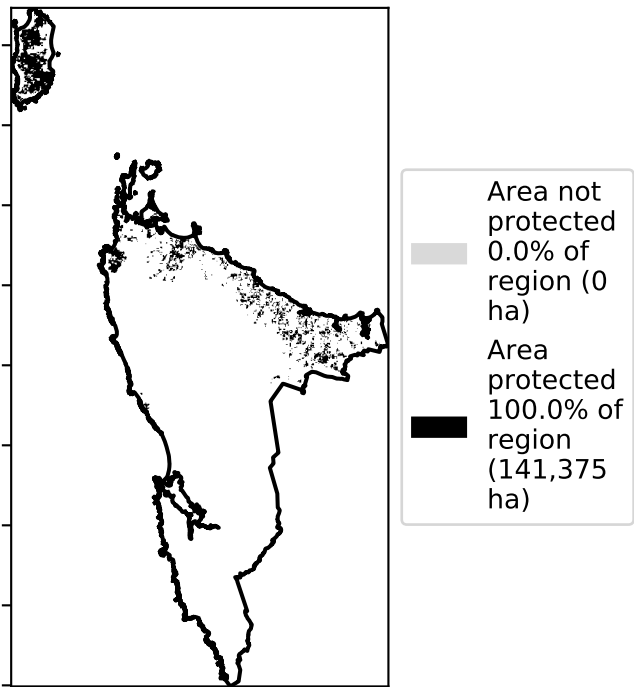 Area not
protected
0.0% of
region (0
ha)
Area
protected
100.0% of
region
(141,375
ha)